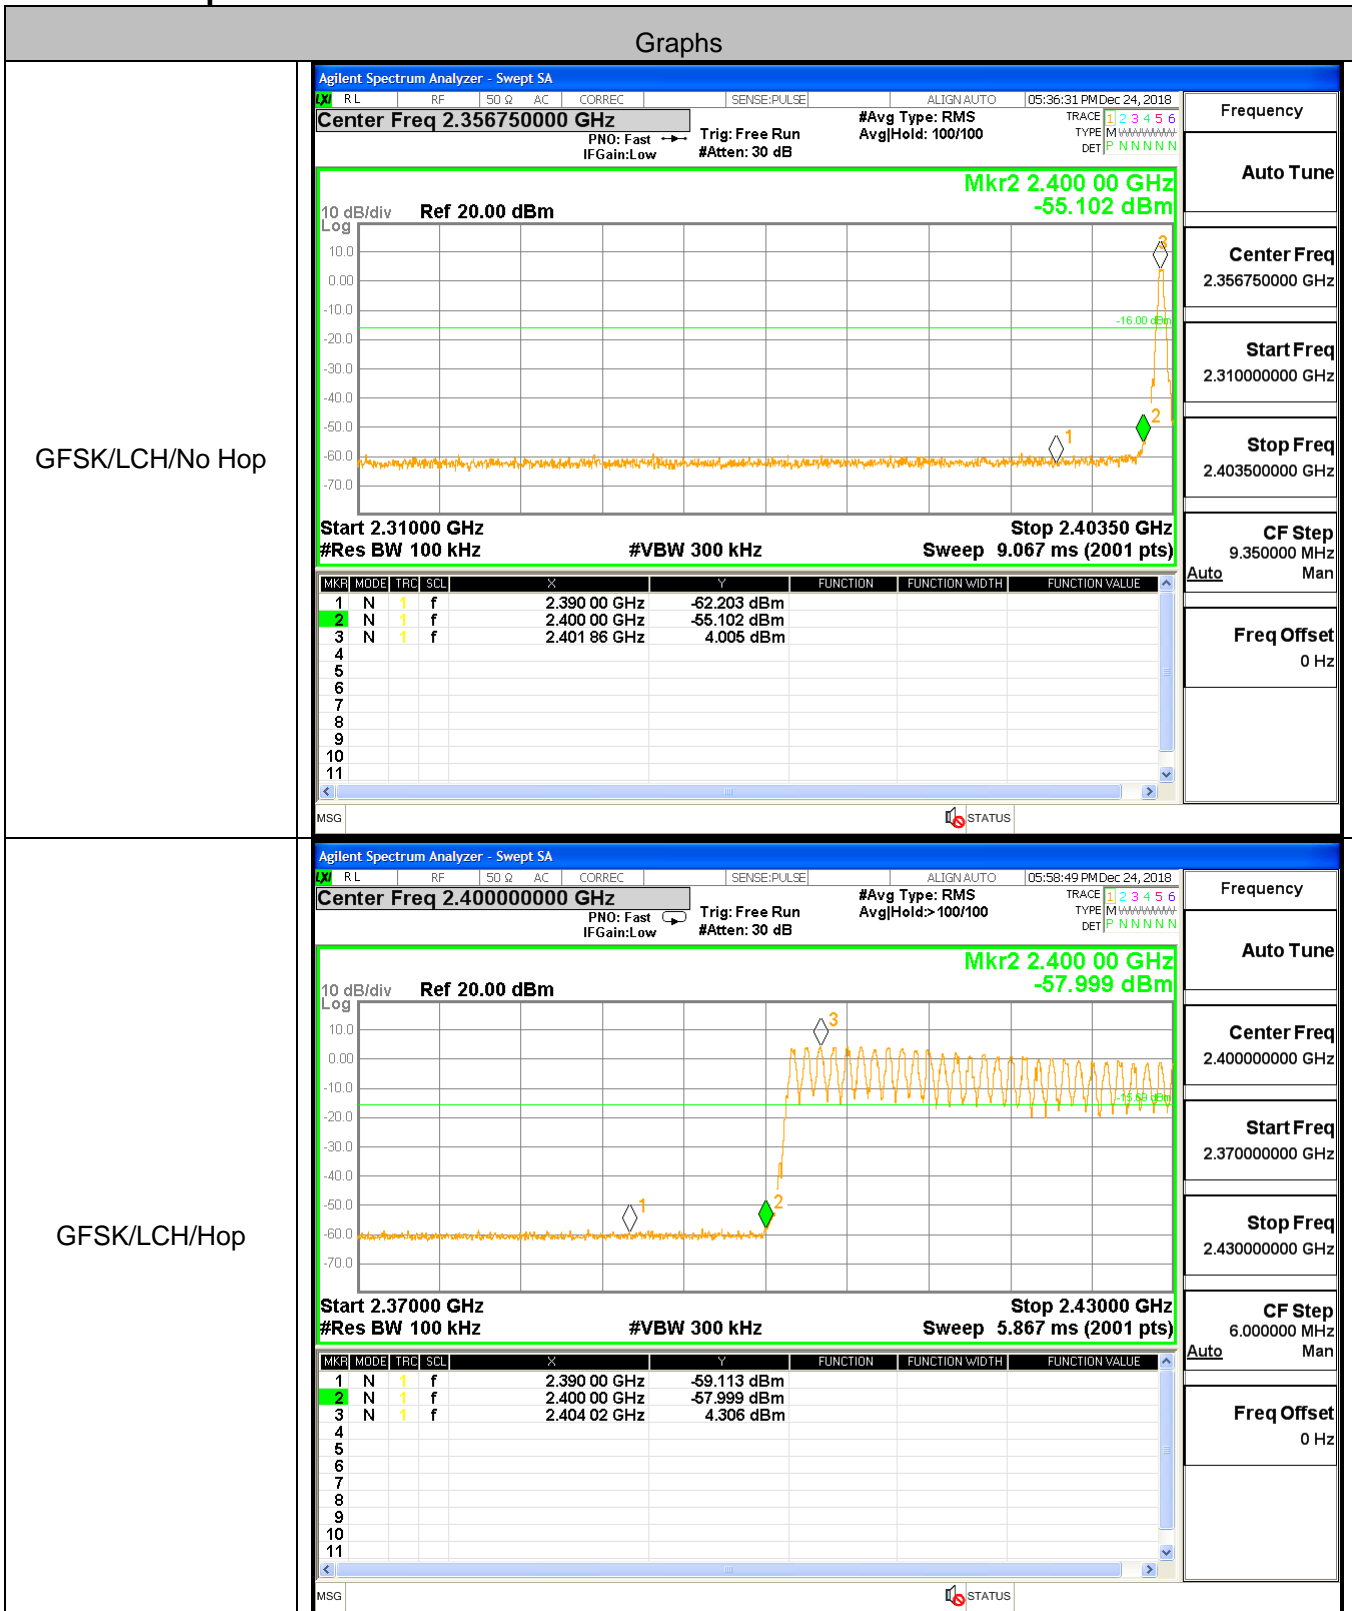 Graphs
GFSK/LCH/No Hop
Agilent Spectrum Analyzer - Swept SA
LXI RL RF 50 Ω AC CORREC SENSE:PULSE ALIGN AUTO 05:36:31 PM Dec 24, 2018
Center Freq 2.356750000 GHz
PNO: Fast
IFGain:Low
Trig: Free Run
#Atten: 30 dB
#Avg Type: RMS
Avg|Hold: 100/100
TRACE 1 2 3 4 5 6
TYPE M WWWWW
DET P N N N N N
Mkr2 2.400 00 GHz
-55.102 dBm
10 dB/div Ref 20.00 dBm
Log
10.0
0.00
-10.0
-20.0
-30.0
-40.0
-50.0
-60.0
-70.0
-16.00 dBm
1
2
3
Start 2.31000 GHz Stop 2.40350 GHz
#Res BW 100 kHz #VBW 300 kHz Sweep 9.067 ms (2001 pts)
MKR MODE TRC SCL X Y FUNCTION FUNCTION WIDTH FUNCTION VALUE
1 N 1 f 2.390 00 GHz -62.203 dBm
2 N 1 f 2.400 00 GHz -55.102 dBm
3 N 1 f 2.401 86 GHz 4.005 dBm
4
5
6
7
8
9
10
11
MSG STATUS
Frequency
Auto Tune
Center Freq
2.356750000 GHz
Start Freq
2.310000000 GHz
Stop Freq
2.403500000 GHz
CF Step
9.350000 MHz
Auto Man
Freq Offset
0 Hz
GFSK/LCH/Hop
Agilent Spectrum Analyzer - Swept SA
LXI RL RF 50 Ω AC CORREC SENSE:PULSE ALIGN AUTO 05:58:49 PM Dec 24, 2018
Center Freq 2.400000000 GHz
PNO: Fast
IFGain:Low
Trig: Free Run
#Atten: 30 dB
#Avg Type: RMS
Avg|Hold:>100/100
TRACE 1 2 3 4 5 6
TYPE M WWWWW
DET P N N N N N
Mkr2 2.400 00 GHz
-57.999 dBm
10 dB/div Ref 20.00 dBm
Log
10.0
0.00
-10.0
-20.0
-30.0
-40.0
-50.0
-60.0
-70.0
-15.69 dBm
1
2
3
Start 2.37000 GHz Stop 2.43000 GHz
#Res BW 100 kHz #VBW 300 kHz Sweep 5.867 ms (2001 pts)
MKR MODE TRC SCL X Y FUNCTION FUNCTION WIDTH FUNCTION VALUE
1 N 1 f 2.390 00 GHz -59.113 dBm
2 N 1 f 2.400 00 GHz -57.999 dBm
3 N 1 f 2.404 02 GHz 4.306 dBm
4
5
6
7
8
9
10
11
MSG STATUS
Frequency
Auto Tune
Center Freq
2.400000000 GHz
Start Freq
2.370000000 GHz
Stop Freq
2.430000000 GHz
CF Step
6.000000 MHz
Auto Man
Freq Offset
0 Hz